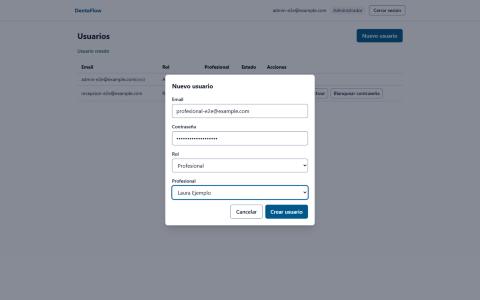 DentoFlow
admin-e2e@example.com
Administrador
Cerrar sesión
Usuarios
Nuevo usuario
Usuario creado
Email
Rol
Profesional
Estado
Acciones
admin-e2e@example.com
recepcion-e2e@example.com
Blanquear contraseña
Nuevo usuario
Email
profesional-e2e@example.com
Contraseña
Rol
Profesional
Profesional
Laura Ejemplo
Cancelar
Crear usuario